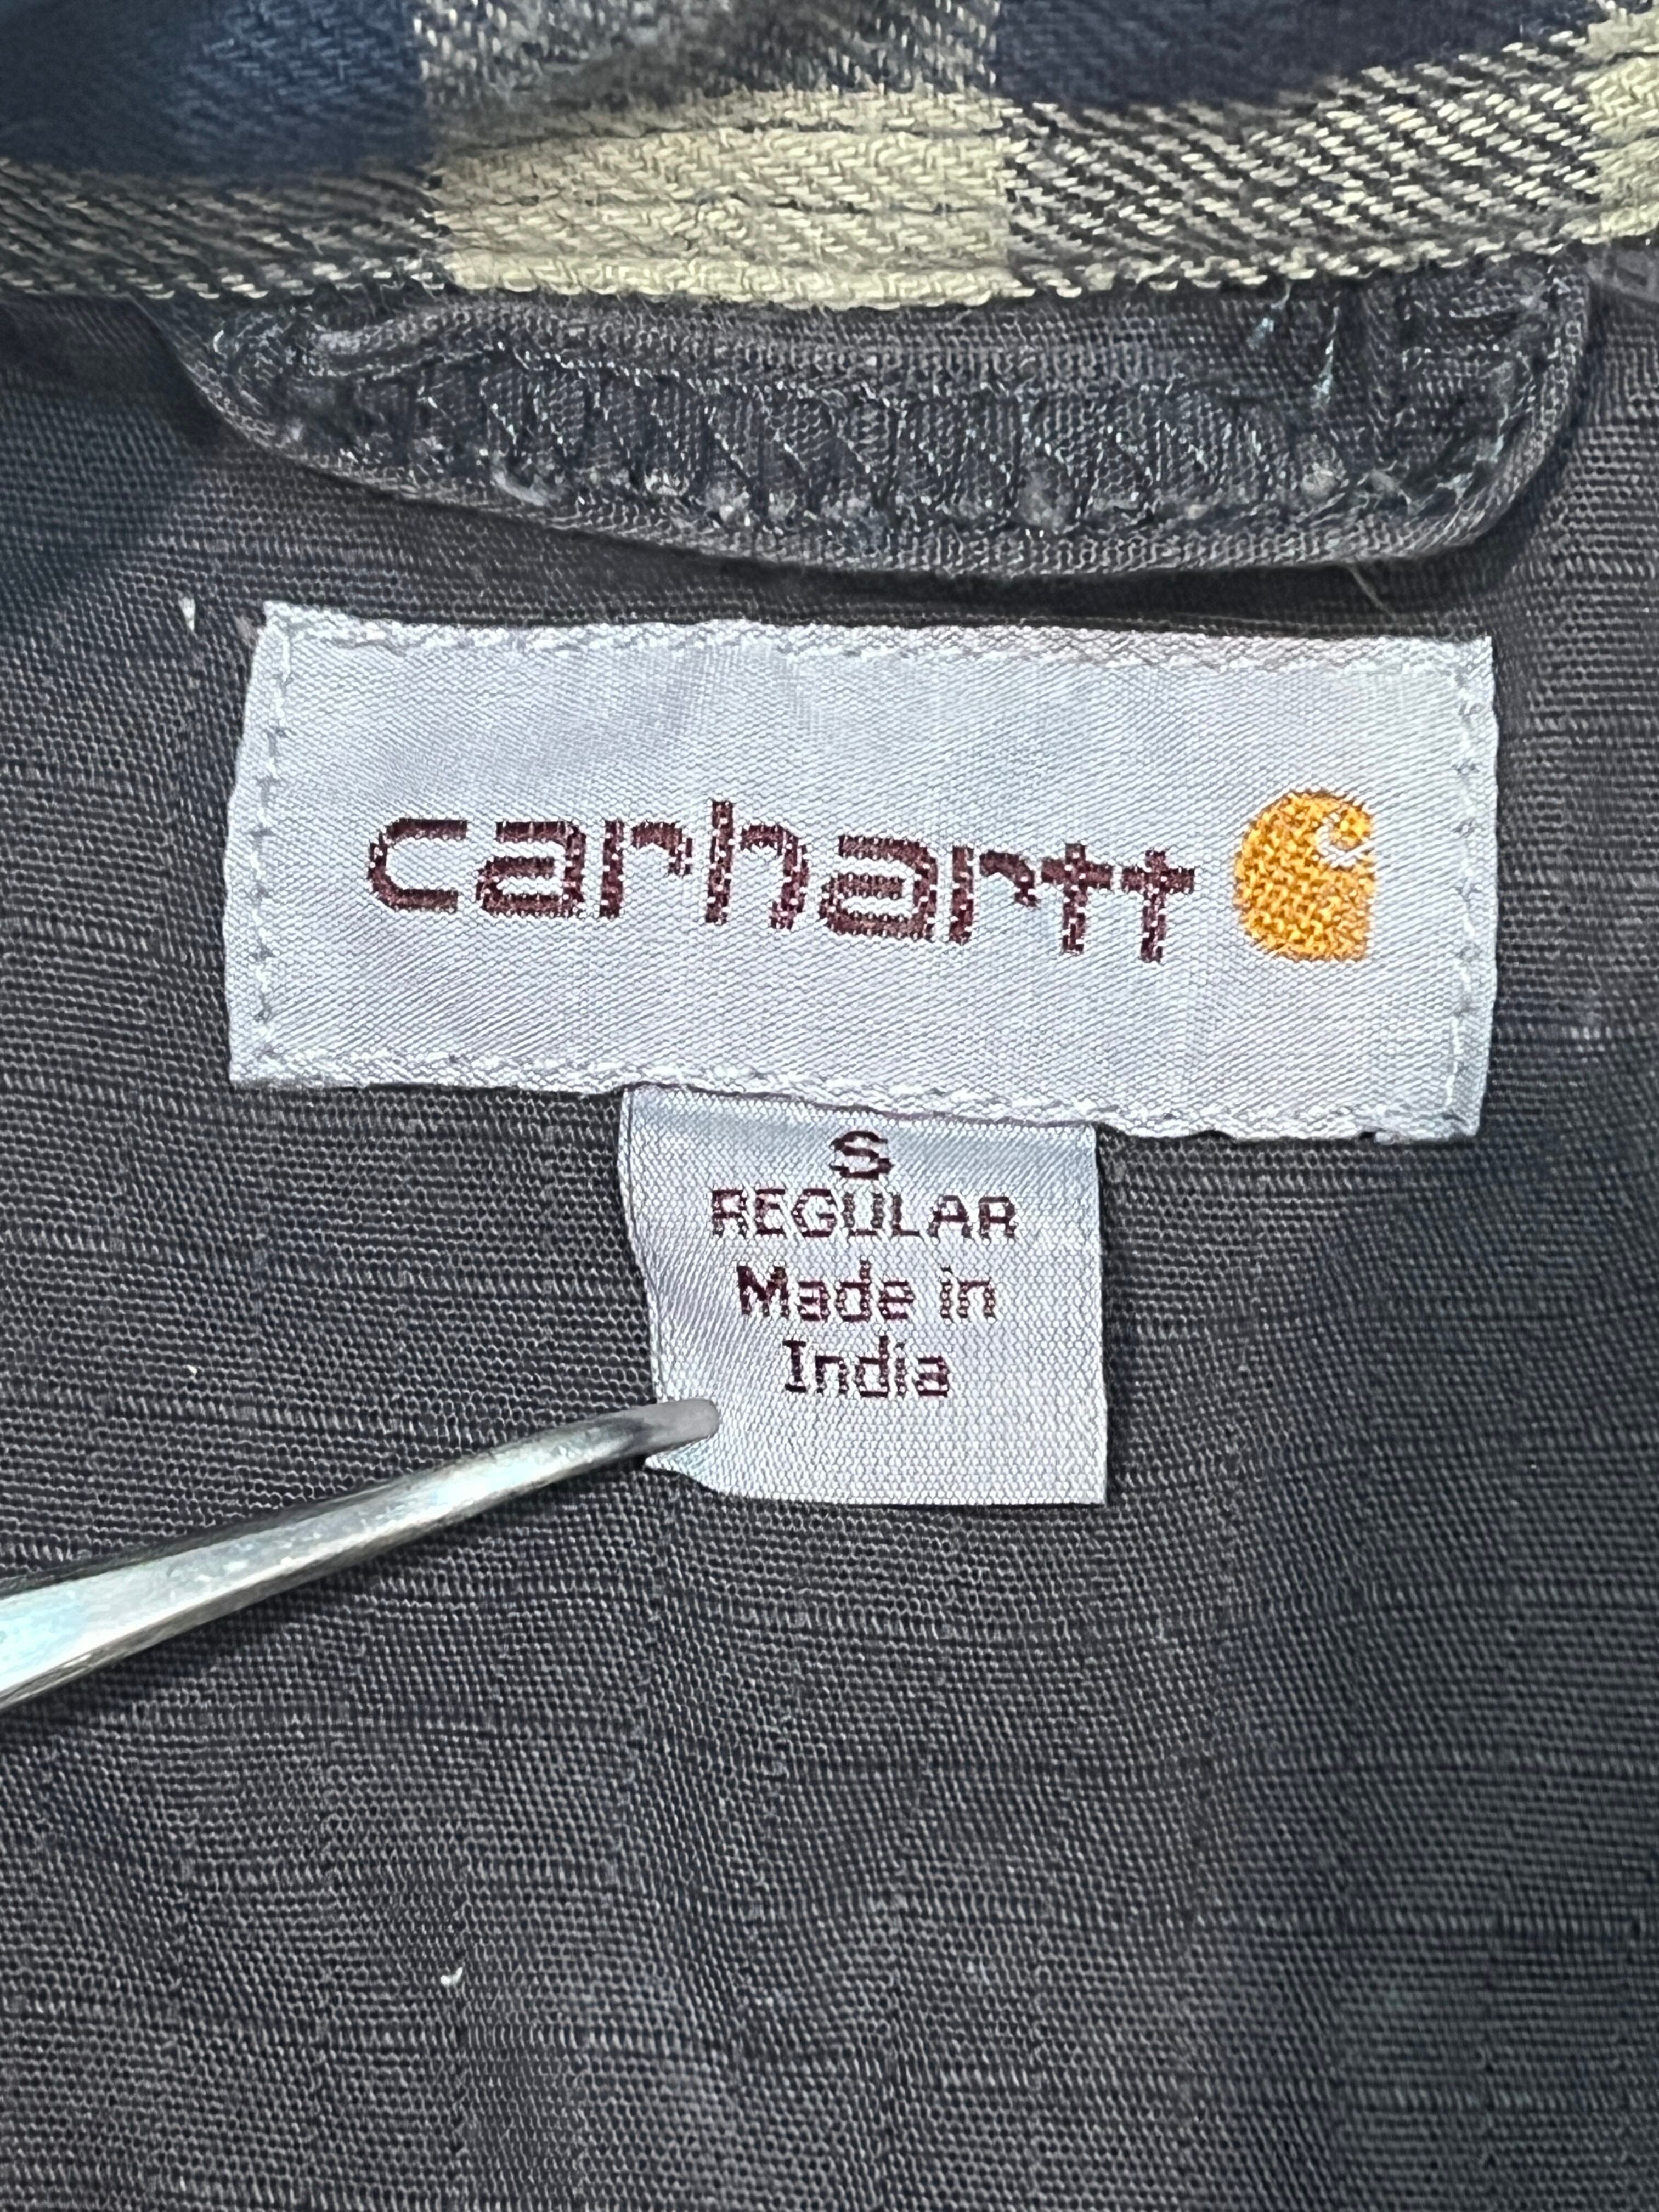 carhartt
S
REGULAR
Made in
India